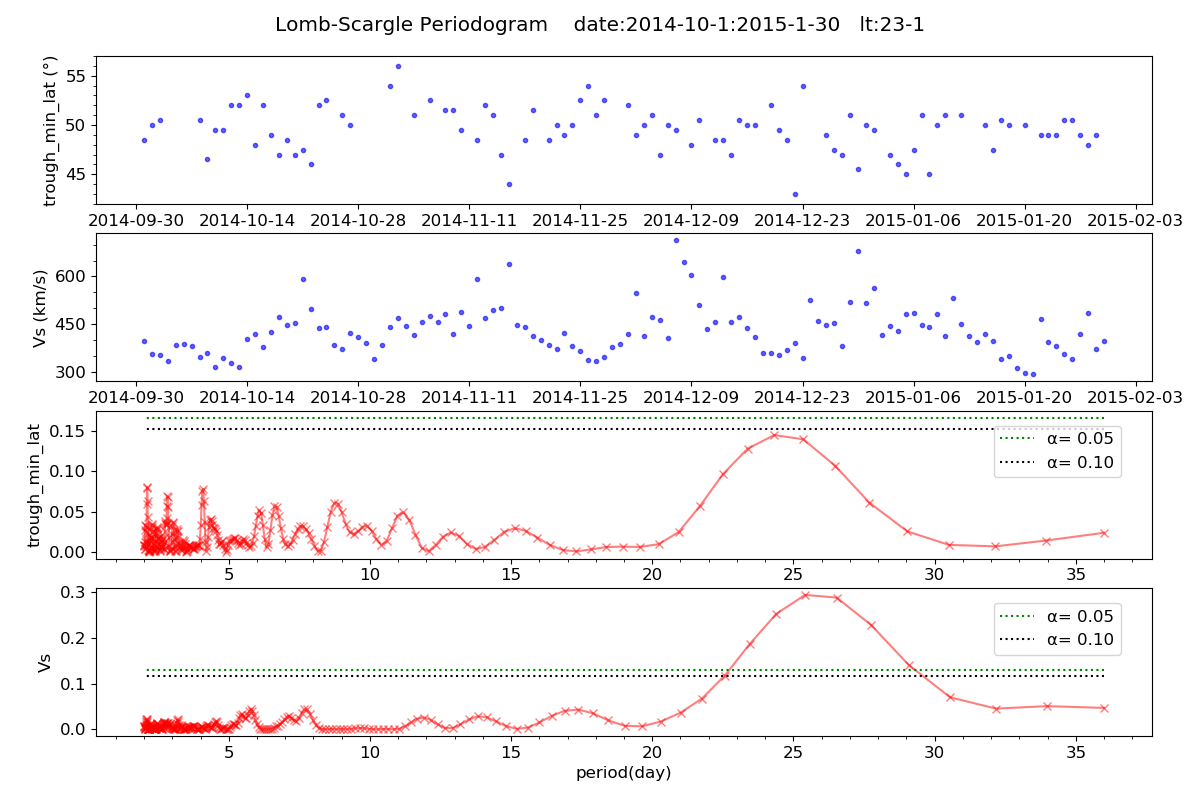 Lomb-Scargle Periodogram    date:2014-10-1:2015-1-30   lt:23-1
trough_min_lat (°)
55
50
45
2014-09-30 2014-10-14 2014-10-28 2014-11-11 2014-11-25 2014-12-09 2014-12-23 2015-01-06 2015-01-20 2015-02-03
Vs (km/s)
600
450
300
2014-09-30 2014-10-14 2014-10-28 2014-11-11 2014-11-25 2014-12-09 2014-12-23 2015-01-06 2015-01-20 2015-02-03
trough_min_lat
0.15
0.10
0.05
0.00
α= 0.05
α= 0.10
5 10 15 20 25 30 35
Vs
0.3
0.2
0.1
0.0
α= 0.05
α= 0.10
5 10 15 20 25 30 35
period(day)